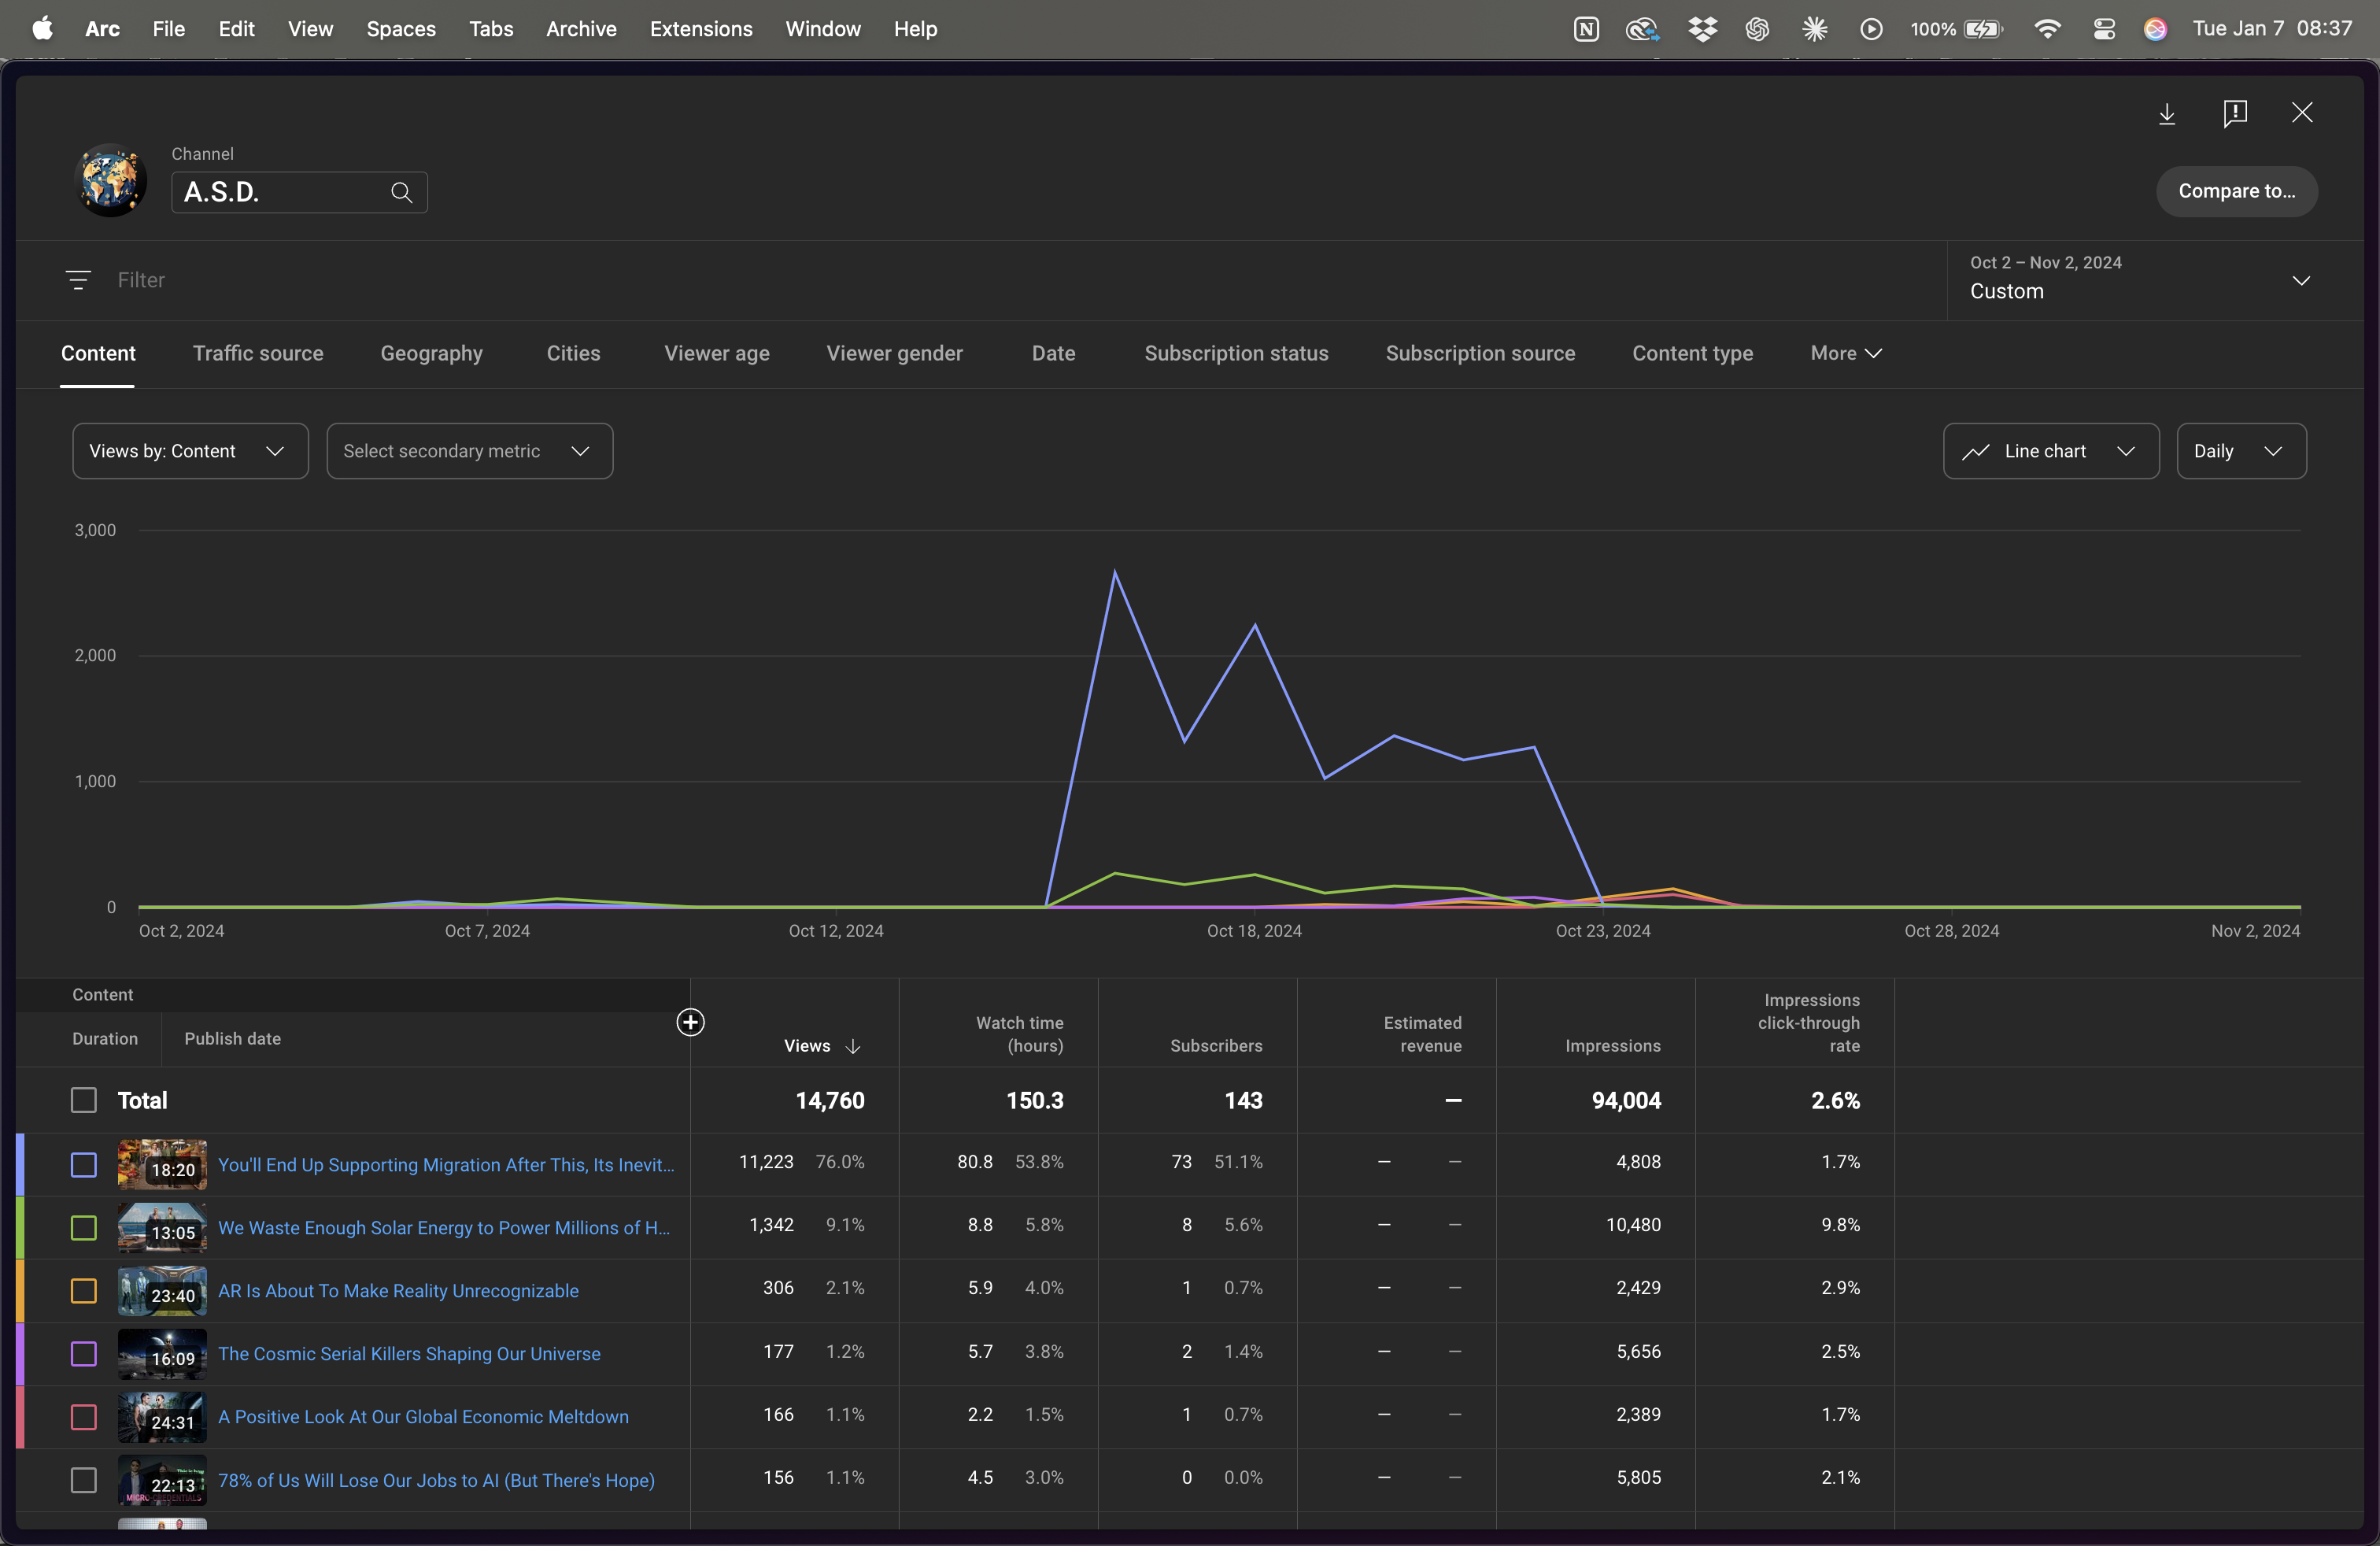 Arc File Edit View Spaces Tabs Archive Extensions Window Help 100% Tue Jan 7 08:37
Channel
A.S.D.
Compare to...
Filter
Oct 2 – Nov 2, 2024
Custom
Content Traffic source Geography Cities Viewer age Viewer gender Date Subscription status Subscription source Content type More
Views by: Content Select secondary metric Line chart Daily
3,000
2,000
1,000
0
Oct 2, 2024 Oct 7, 2024 Oct 12, 2024 Oct 18, 2024 Oct 23, 2024 Oct 28, 2024 Nov 2, 2024
Content
Duration Publish date
Views
Watch time
(hours)
Subscribers
Estimated
revenue
Impressions
Impressions
click-through
rate
Total 14,760 150.3 143 — 94,004 2.6%
18:20 You'll End Up Supporting Migration After This, Its Inevit... 11,223 76.0% 80.8 53.8% 73 51.1% — — 4,808 1.7%
13:05 We Waste Enough Solar Energy to Power Millions of H... 1,342 9.1% 8.8 5.8% 8 5.6% — — 10,480 9.8%
23:40 AR Is About To Make Reality Unrecognizable 306 2.1% 5.9 4.0% 1 0.7% — — 2,429 2.9%
16:09 The Cosmic Serial Killers Shaping Our Universe 177 1.2% 5.7 3.8% 2 1.4% — — 5,656 2.5%
24:31 A Positive Look At Our Global Economic Meltdown 166 1.1% 2.2 1.5% 1 0.7% — — 2,389 1.7%
22:13 78% of Us Will Lose Our Jobs to AI (But There's Hope) 156 1.1% 4.5 3.0% 0 0.0% — — 5,805 2.1%